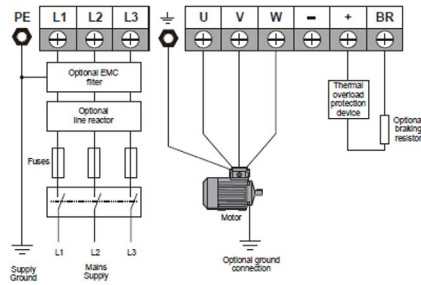 PE L1 L2 L3 U V W − + BR
Optional EMC
filter
Optional
line reactor
Fuses
Thermal
overload
protection
device
Optional
braking
resistor
Motor
L1 L2 L3
Supply
Ground
Mains
Supply
Optional ground
connection